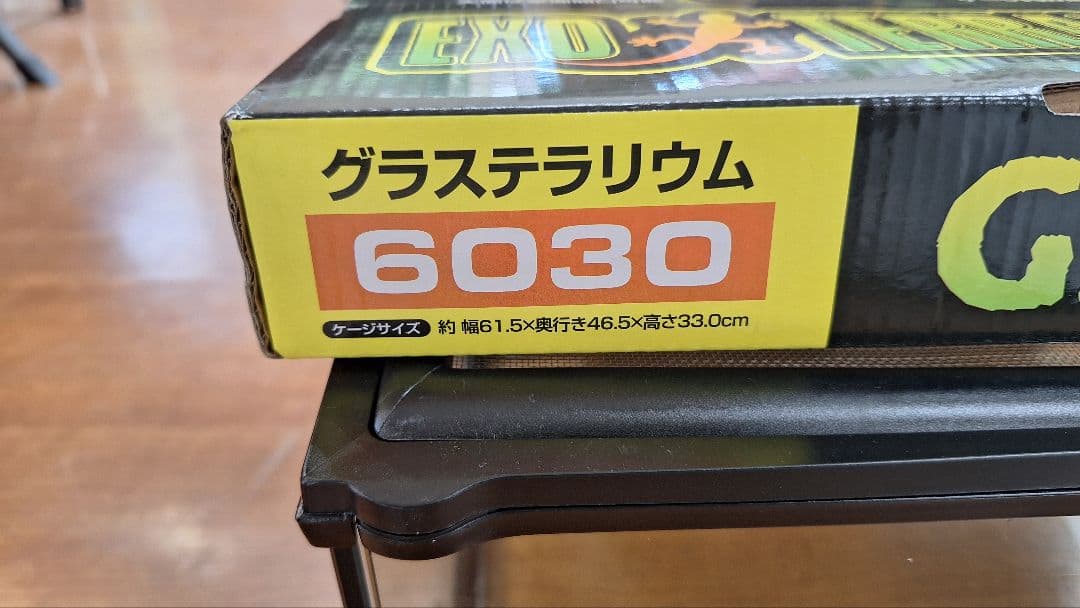 EXO TERRA
グラステラリウム
6030
ケージサイズ 約 幅61.5×奥行き46.5×高さ33.0cm
G